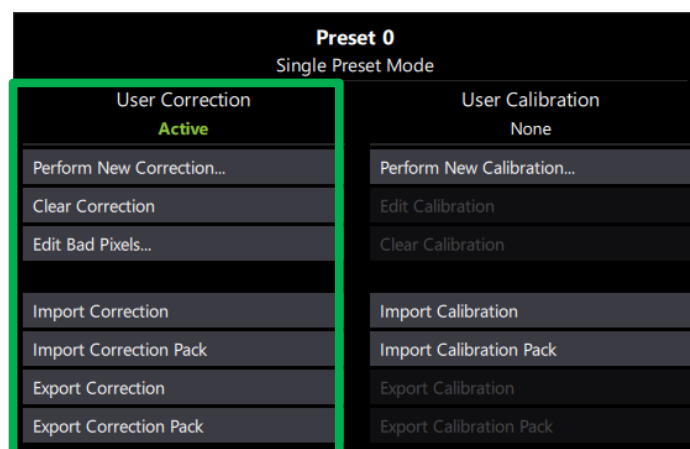 Preset 0
Single Preset Mode
User Correction
Active
Perform New Correction...
Clear Correction
Edit Bad Pixels...
Import Correction
Import Correction Pack
Export Correction
Export Correction Pack
User Calibration
None
Perform New Calibration...
Edit Calibration
Clear Calibration
Import Calibration
Import Calibration Pack
Export Calibration
Export Calibration Pack